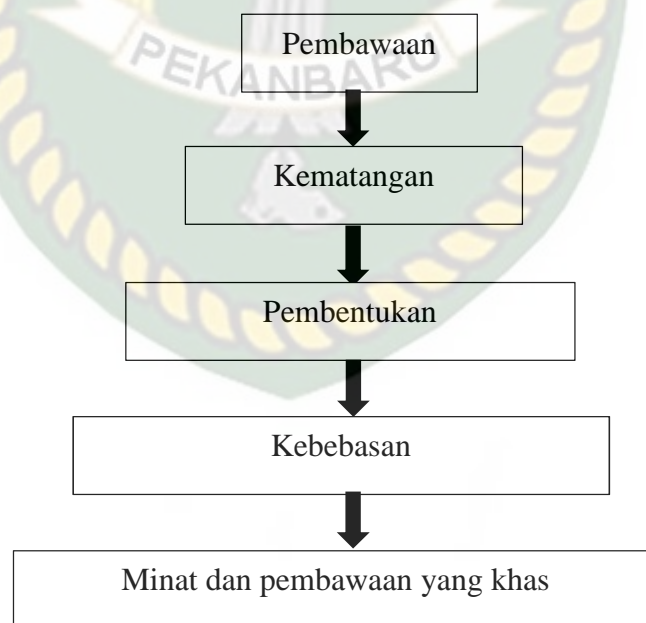 PEKANBARU
Pembawaan
Kematangan
Pembentukan
Kebebasan
Minat dan pembawaan yang khas